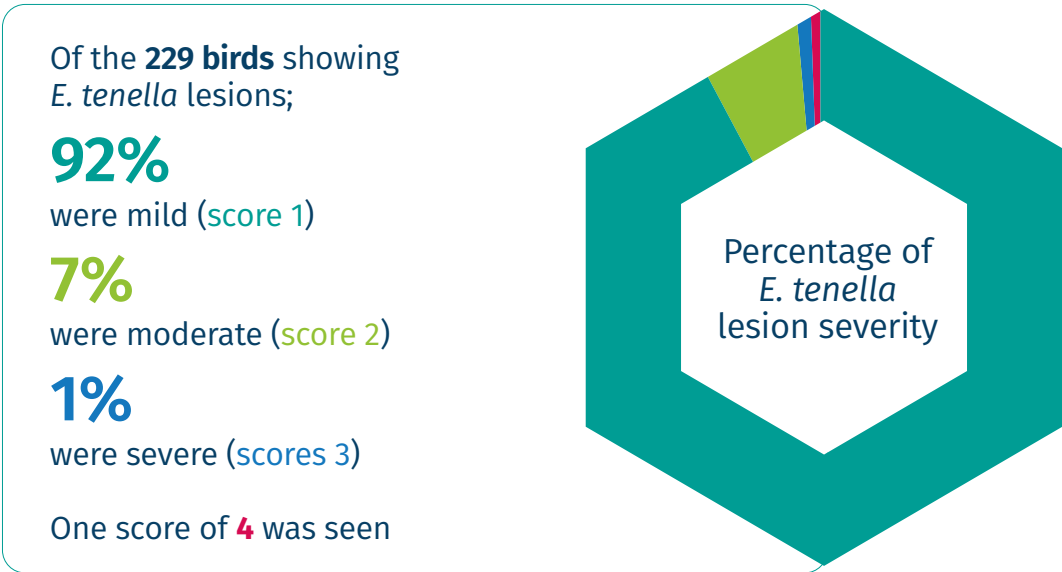 Of the 229 birds showing
E. tenella lesions;
92%
were mild (score 1)
7%
were moderate (score 2)
1%
were severe (scores 3)
One score of 4 was seen
Percentage of
E. tenella
lesion severity